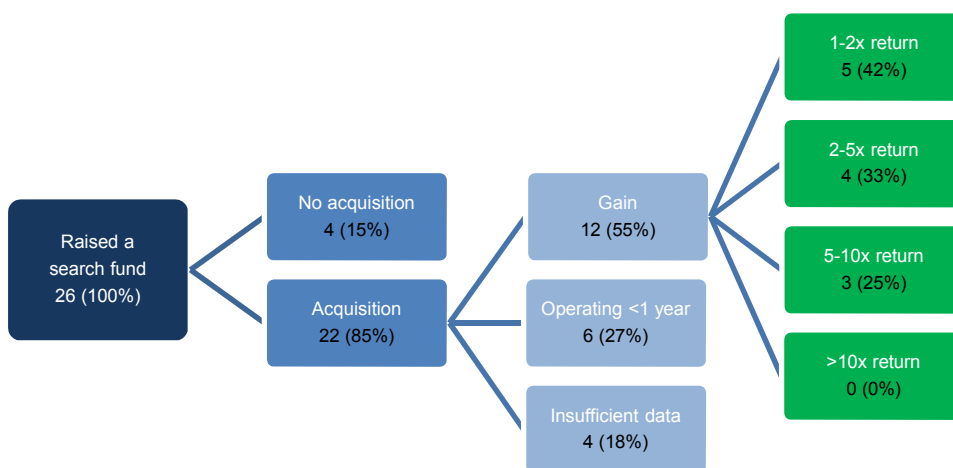 Raised a
search fund
26 (100%)
No acquisition
4 (15%)
Acquisition
22 (85%)
Gain
12 (55%)
Operating <1 year
6 (27%)
Insufficient data
4 (18%)
1-2x return
5 (42%)
2-5x return
4 (33%)
5-10x return
3 (25%)
>10x return
0 (0%)